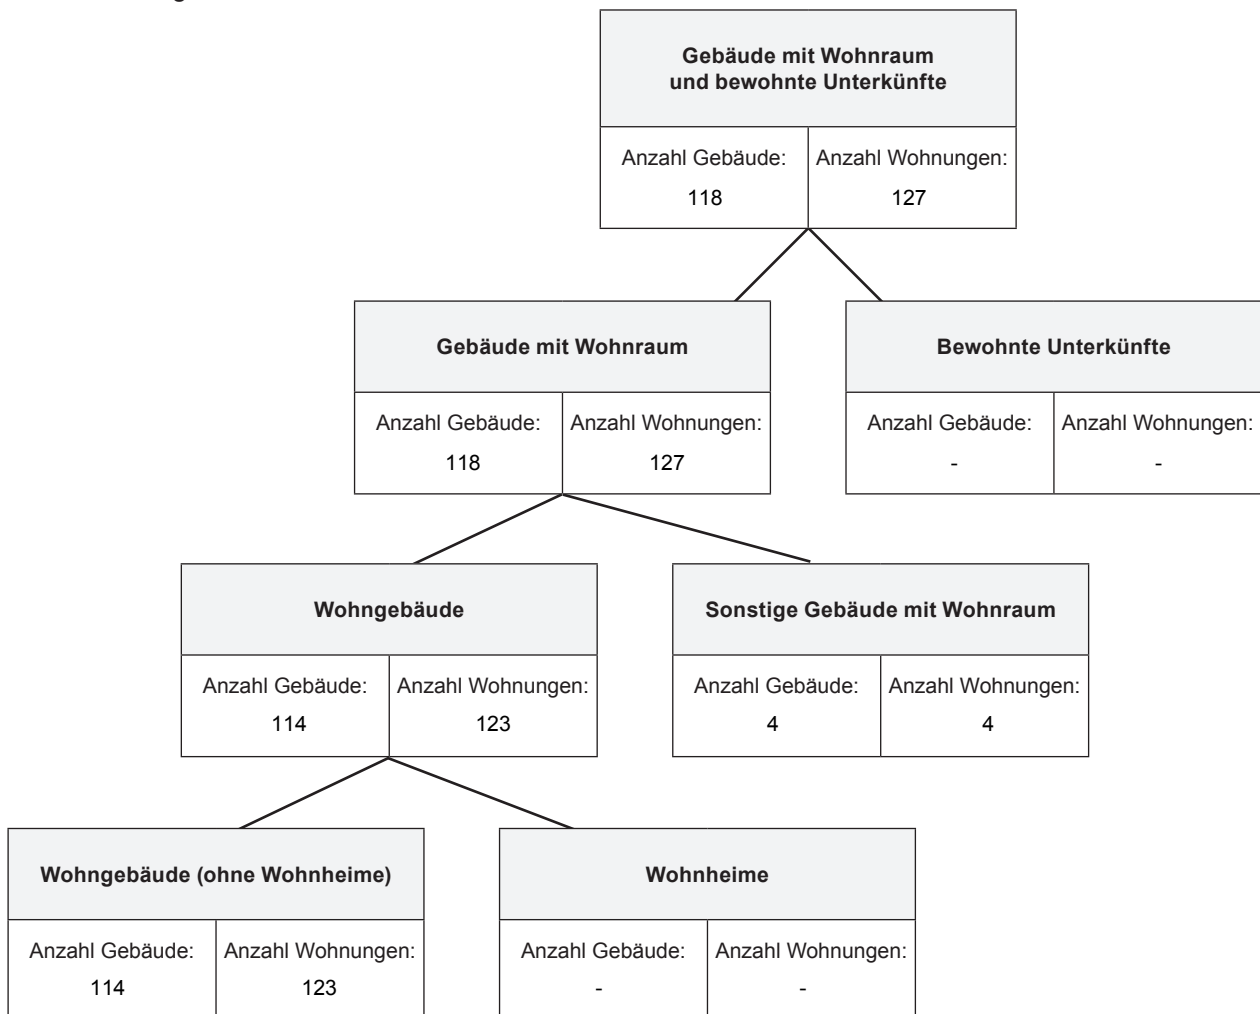 Gebäude mit Wohnraum
und bewohnte Unterkünfte
Anzahl Gebäude: Anzahl Wohnungen:
118 127
Gebäude mit Wohnraum
Bewohnte Unterkünfte
Anzahl Gebäude: Anzahl Wohnungen:
118 127
Anzahl Gebäude: Anzahl Wohnungen:
- -
Wohngebäude
Sonstige Gebäude mit Wohnraum
Anzahl Gebäude: Anzahl Wohnungen:
114 123
Anzahl Gebäude: Anzahl Wohnungen:
4 4
Wohngebäude (ohne Wohnheime)
Wohnheime
Anzahl Gebäude: Anzahl Wohnungen:
114 123
Anzahl Gebäude: Anzahl Wohnungen:
- -